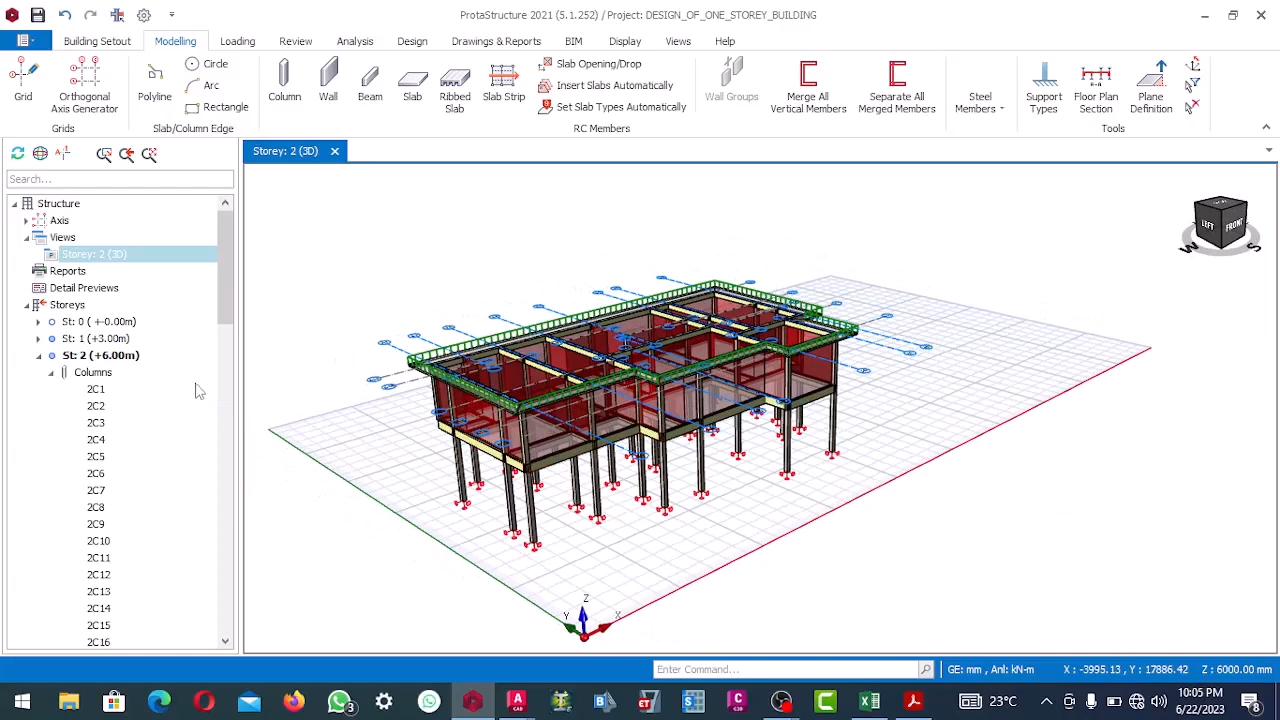 ProtaStructure 2021 (5.1.252) / Project: DESIGN_OF_ONE_STOREY_BUILDING
Building Setout
Modelling
Loading
Review
Analysis
Design
Drawings & Reports
BIM
Display
Views
Help
Grid
Orthogonal
Axis Generator
Grids
Polyline
Circle
Arc
Rectangle
Slab/Column Edge
Column
Wall
Beam
Slab
Ribbed
Slab
Slab Strip
Slab Opening/Drop
Insert Slabs Automatically
Set Slab Types Automatically
RC Members
Wall Groups
Merge All
Vertical Members
Separate All
Merged Members
Steel
Members
Support
Types
Floor Plan
Section
Plane
Definition
Tools
Storey: 2 (3D)
Search...
Structure
Axis
Views
Storey: 2 (3D)
Reports
Detail Previews
Storeys
St: 0 ( +-0.00m)
St: 1 (+3.00m)
St: 2 (+6.00m)
Columns
2C1
2C2
2C3
2C4
2C5
2C6
2C7
2C8
2C9
2C10
2C11
2C12
2C13
2C14
2C15
2C16
LEFT
FRONT
W
S
Z
Y
X
Enter Command...
GE: mm , Anl: kN-m
X : -3995.13 , Y : 17886.42
Z : 6000.00 mm
23°C
10:05 PM
6/22/2023